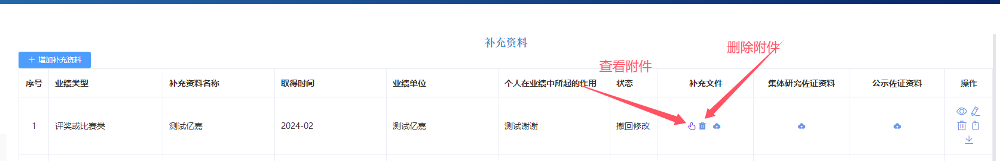 补充资料
删除附件
+ 增加补充资料
查看附件
序号 业绩类型 补充资料名称 取得时间 业绩单位 个人在业绩中所起的作用 状态 补充文件 集体研究佐证资料 公示佐证资料 操作
1 评奖或比赛类 测试亿嘉 2024-02 测试亿嘉 测试谢谢 撤回修改